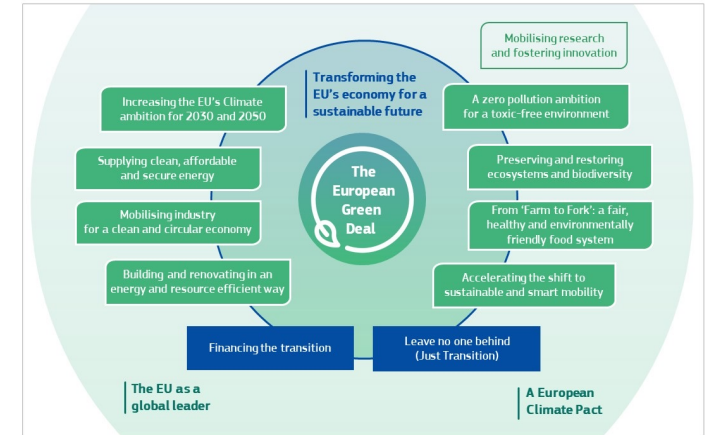 Mobilising research
and fostering innovation
Transforming the
EU's economy for a
sustainable future
Increasing the EU's Climate
ambition for 2030 and 2050
A zero pollution ambition
for a toxic-free environment
Supplying clean, affordable
and secure energy
The
European
Green
Deal
Preserving and restoring
ecosystems and biodiversity
Mobilising industry
for a clean and circular economy
From 'Farm to Fork': a fair,
healthy and environmentally
friendly food system
Building and renovating in an
energy and resource efficient way
Accelerating the shift to
sustainable and smart mobility
Financing the transition
Leave no one behind
(Just Transition)
The EU as a
global leader
A European
Climate Pact